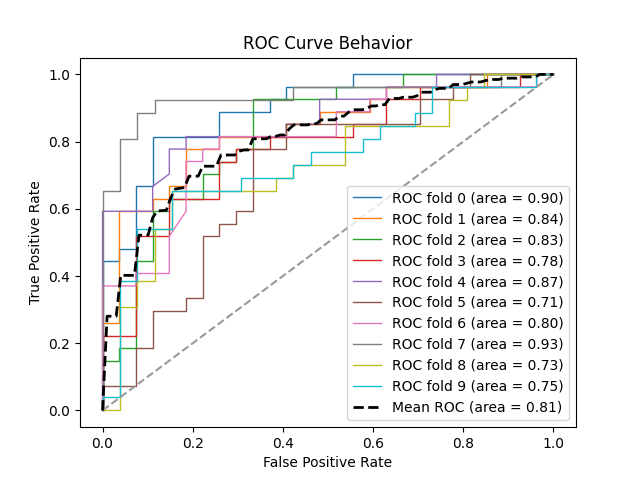 ROC Curve Behavior
True Positive Rate
1.0
0.8
0.6
0.4
0.2
0.0
ROC fold 0 (area = 0.90)
ROC fold 1 (area = 0.84)
ROC fold 2 (area = 0.83)
ROC fold 3 (area = 0.78)
ROC fold 4 (area = 0.87)
ROC fold 5 (area = 0.71)
ROC fold 6 (area = 0.80)
ROC fold 7 (area = 0.93)
ROC fold 8 (area = 0.73)
ROC fold 9 (area = 0.75)
Mean ROC (area = 0.81)
0.0 0.2 0.4 0.6 0.8 1.0
False Positive Rate